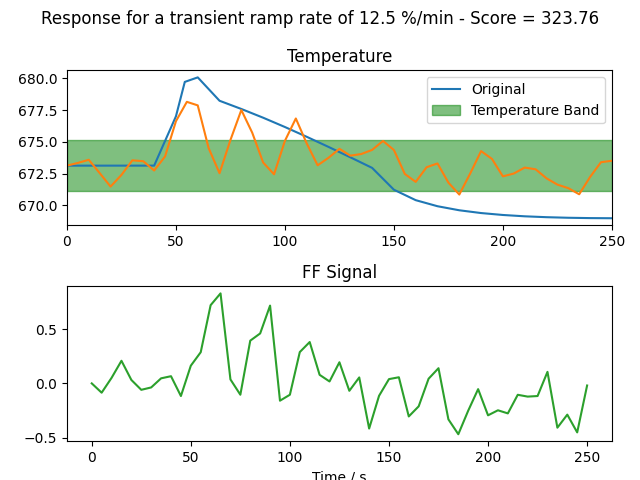 Response for a transient ramp rate of 12.5 %/min - Score = 323.76
Temperature
680.0
677.5
675.0
672.5
670.0
Original
Temperature Band
0 50 100 150 200 250
FF Signal
0.5
0.0
−0.5
0 50 100 150 200 250
Time / s